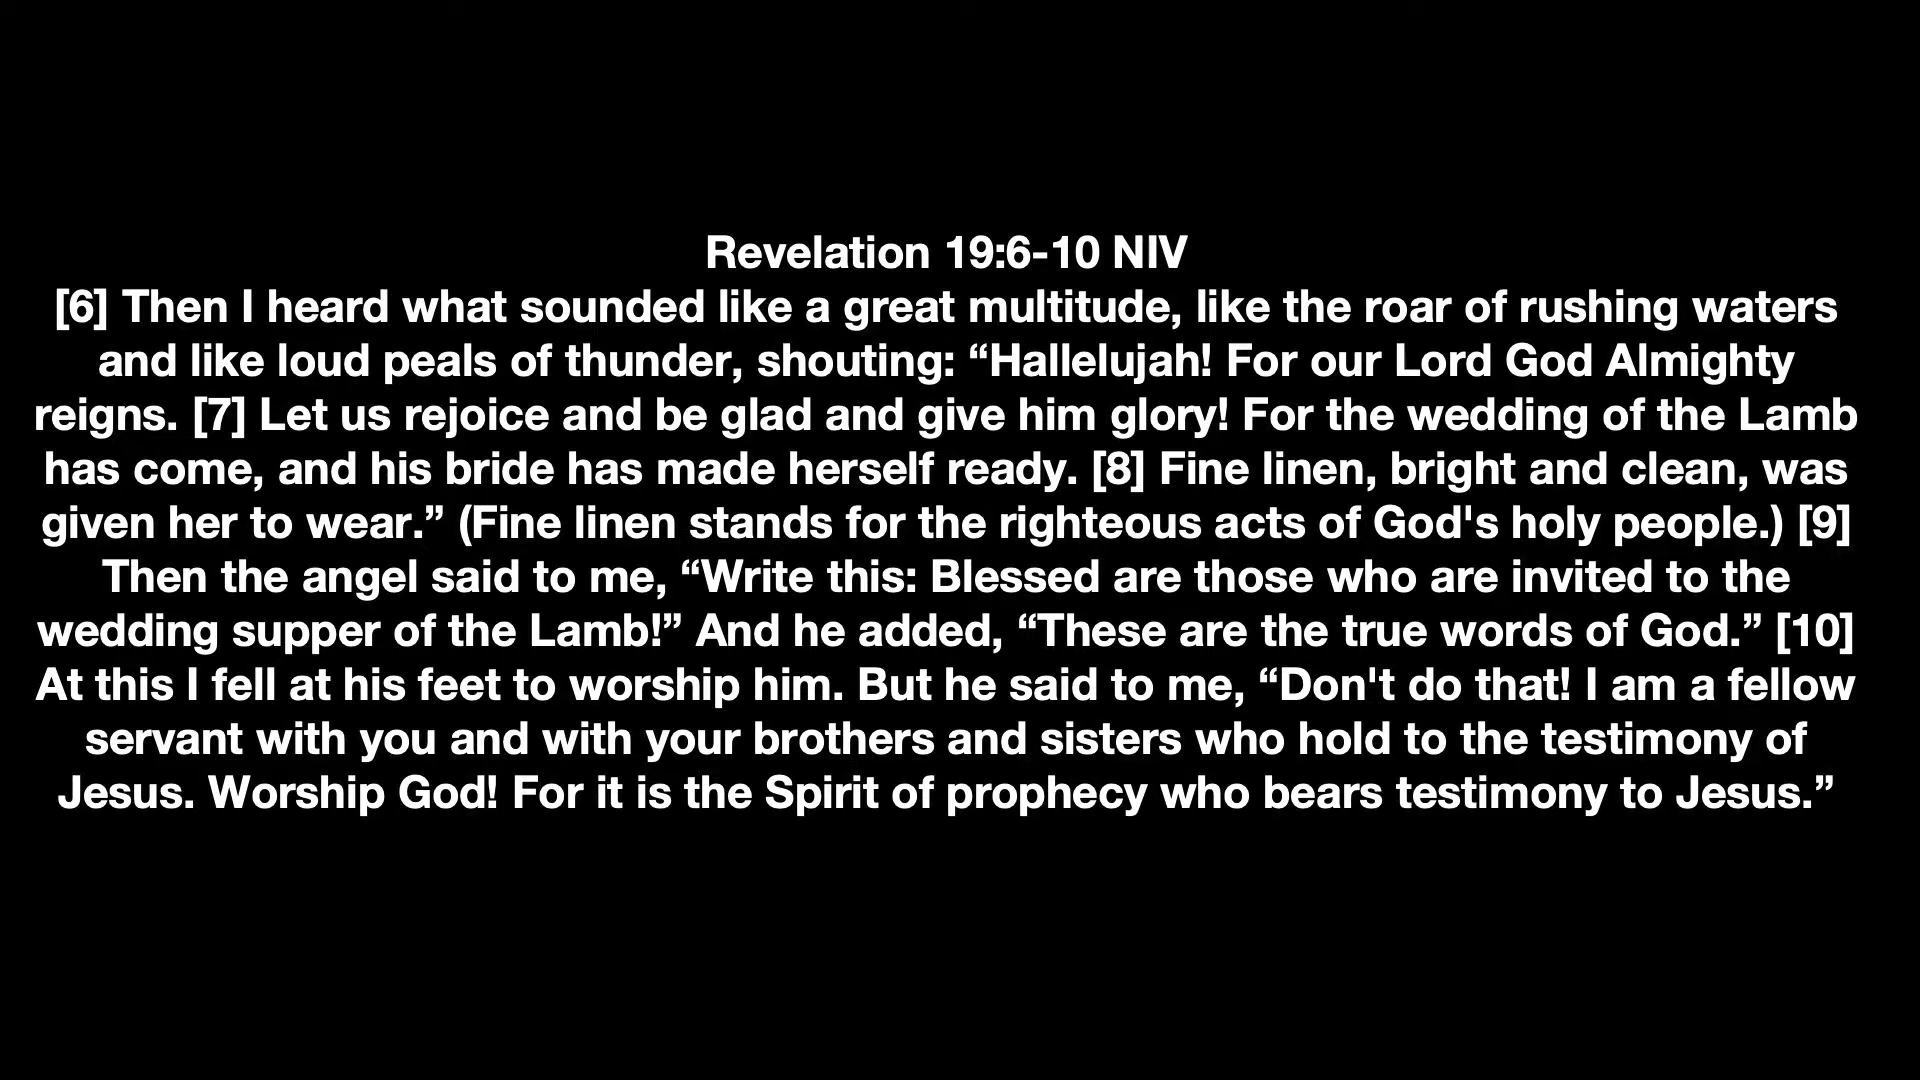 Revelation 19:6-10 NIV
[6] Then I heard what sounded like a great multitude, like the roar of rushing waters
and like loud peals of thunder, shouting: “Hallelujah! For our Lord God Almighty
reigns. [7] Let us rejoice and be glad and give him glory! For the wedding of the Lamb
has come, and his bride has made herself ready. [8] Fine linen, bright and clean, was
given her to wear.” (Fine linen stands for the righteous acts of God's holy people.) [9]
Then the angel said to me, “Write this: Blessed are those who are invited to the
wedding supper of the Lamb!” And he added, “These are the true words of God.” [10]
At this I fell at his feet to worship him. But he said to me, “Don't do that! I am a fellow
servant with you and with your brothers and sisters who hold to the testimony of
Jesus. Worship God! For it is the Spirit of prophecy who bears testimony to Jesus.”